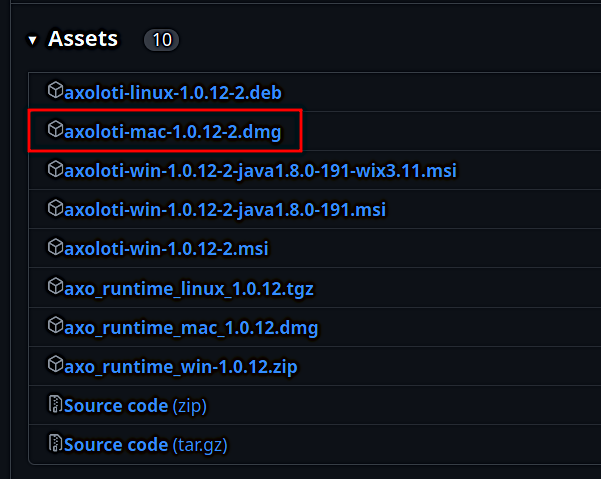 Assets 10
axoloti-linux-1.0.12-2.deb
axoloti-mac-1.0.12-2.dmg
axoloti-win-1.0.12-2-java1.8.0-191-wix3.11.msi
axoloti-win-1.0.12-2-java1.8.0-191.msi
axoloti-win-1.0.12-2.msi
axo_runtime_linux_1.0.12.tgz
axo_runtime_mac_1.0.12.dmg
axo_runtime_win-1.0.12.zip
Source code (zip)
Source code (tar.gz)